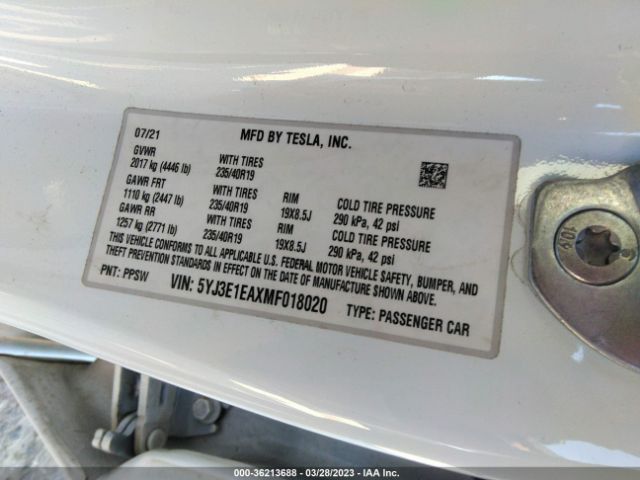 07/21 MFD BY TESLA, INC.
GVWR WITH TIRES
2017 kg (4446 lb) 235/40R19
GAWR FRT WITH TIRES RIM COLD TIRE PRESSURE
1110 kg (2447 lb) 235/40R19 19X8.5J 290 kPa, 42 psi
GAWR RR WITH TIRES RIM COLD TIRE PRESSURE
1257 kg (2771 lb) 235/40R19 19X8.5J 290 kPa, 42 psi
THIS VEHICLE CONFORMS TO ALL APPLICABLE U.S. FEDERAL MOTOR VEHICLE SAFETY, BUMPER, AND
THEFT PREVENTION STANDARDS IN EFFECT ON THE DATE OF MANUFACTURE SHOWN ABOVE.
PNT: PPSW VIN: 5YJ3E1EAXMF018020 TYPE: PASSENGER CAR
10.9
000-36213688 - 03/28/2023 - IAA Inc.